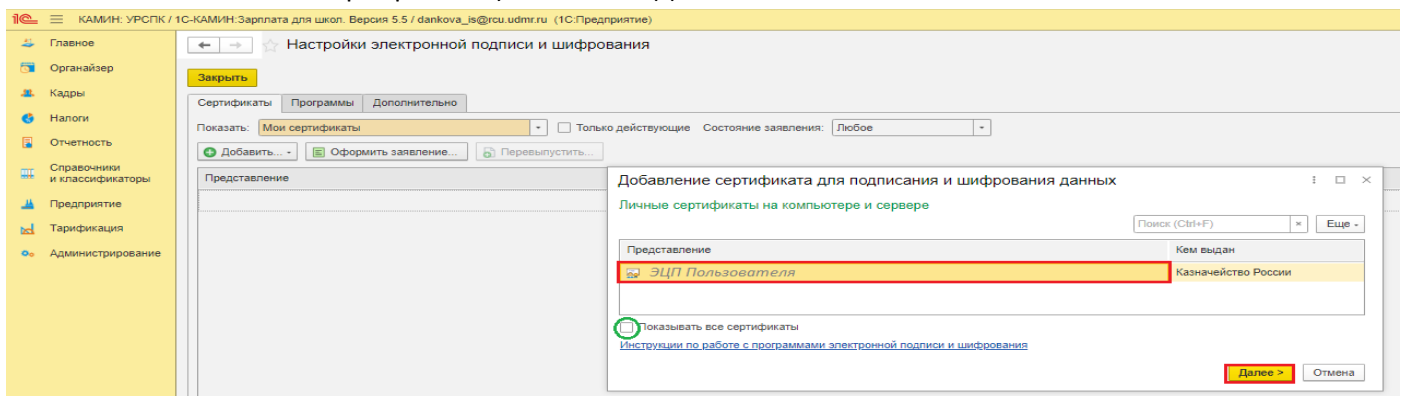 1С КАМИН: УРСПК / 1С-КАМИН:Зарплата для школ. Версия 5.5 / dankova_is@rcu.udmr.ru (1С:Предприятие)
Главное
Органайзер
Кадры
Налоги
Отчетность
Справочники
и классификаторы
Предприятие
Тарификация
Администрирование
Настройки электронной подписи и шифрования
Закрыть
Сертификаты Программы Дополнительно
Показать: Мои сертификаты Только действующие Состояние заявления: Любое
Добавить... Оформить заявление... Перевыпустить...
Представление
Добавление сертификата для подписания и шифрования данных
Личные сертификаты на компьютере и сервере
Поиск (Ctrl+F) × Еще
Представление Кем выдан
ЭЦП Пользователя Казначейство России
Показывать все сертификаты
Инструкции по работе с программами электронной подписи и шифрования
Далее > Отмена